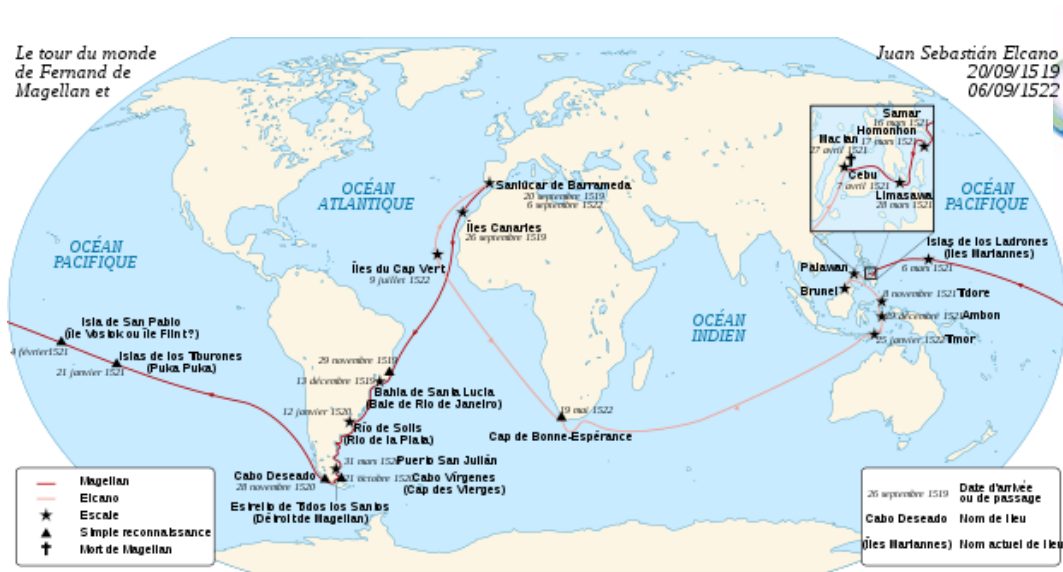 Le tour du monde
de Fernand de
Magellan et
Juan Sebastián Elcano
20/09/1519
06/09/1522
Samar
16 mars 1521
Homonhon
17 mars 1521
Mactan
27 avril 1521
Cebu
7 avril 1521
Limasawa
28 mars 1521
OCÉAN
ATLANTIQUE
Sanlúcar de Barrameda
20 septembre 1519
6 septembre 1522
OCÉAN
PACIFIQUE
Îles Canaries
26 septembre 1519
OCÉAN
PACIFIQUE
Islas de los Ladrones
(Îles Mariannes)
6 mars 1521
Îles du Cap Vert
9 juillet 1522
Palawan
Brunei
8 novembre 1521 Tidore
29 décembre 1521 Ambon
25 janvier 1522 Timor
OCÉAN
INDIEN
Isla de San Pablo
(île Vostok ou île Flint?)
4 février 1521
Islas de los Tiburones
(Puka Puka)
21 janvier 1521
29 novembre 1519
13 décembre 1519
Bahía de Santa Lucia
(Baie de Rio de Janeiro)
12 janvier 1520
Río de Solis
(Rio de la Plata)
19 mai 1522
Cap de Bonne-Espérance
31 mars 1520 Puerto San Julián
Cabo Deseado
28 novembre 1520
21 octobre 1520 Cabo Vírgenes
(Cap des Vierges)
Estreito de Todos los Santos
(Détroit de Magellan)
Magellan
Elcano
Escale
Simple reconnaissance
Mort de Magellan
26 septembre 1519 Date d'arrivée
ou de passage
Cabo Deseado Nom de lieu
(Îles Mariannes) Nom actuel de lieu